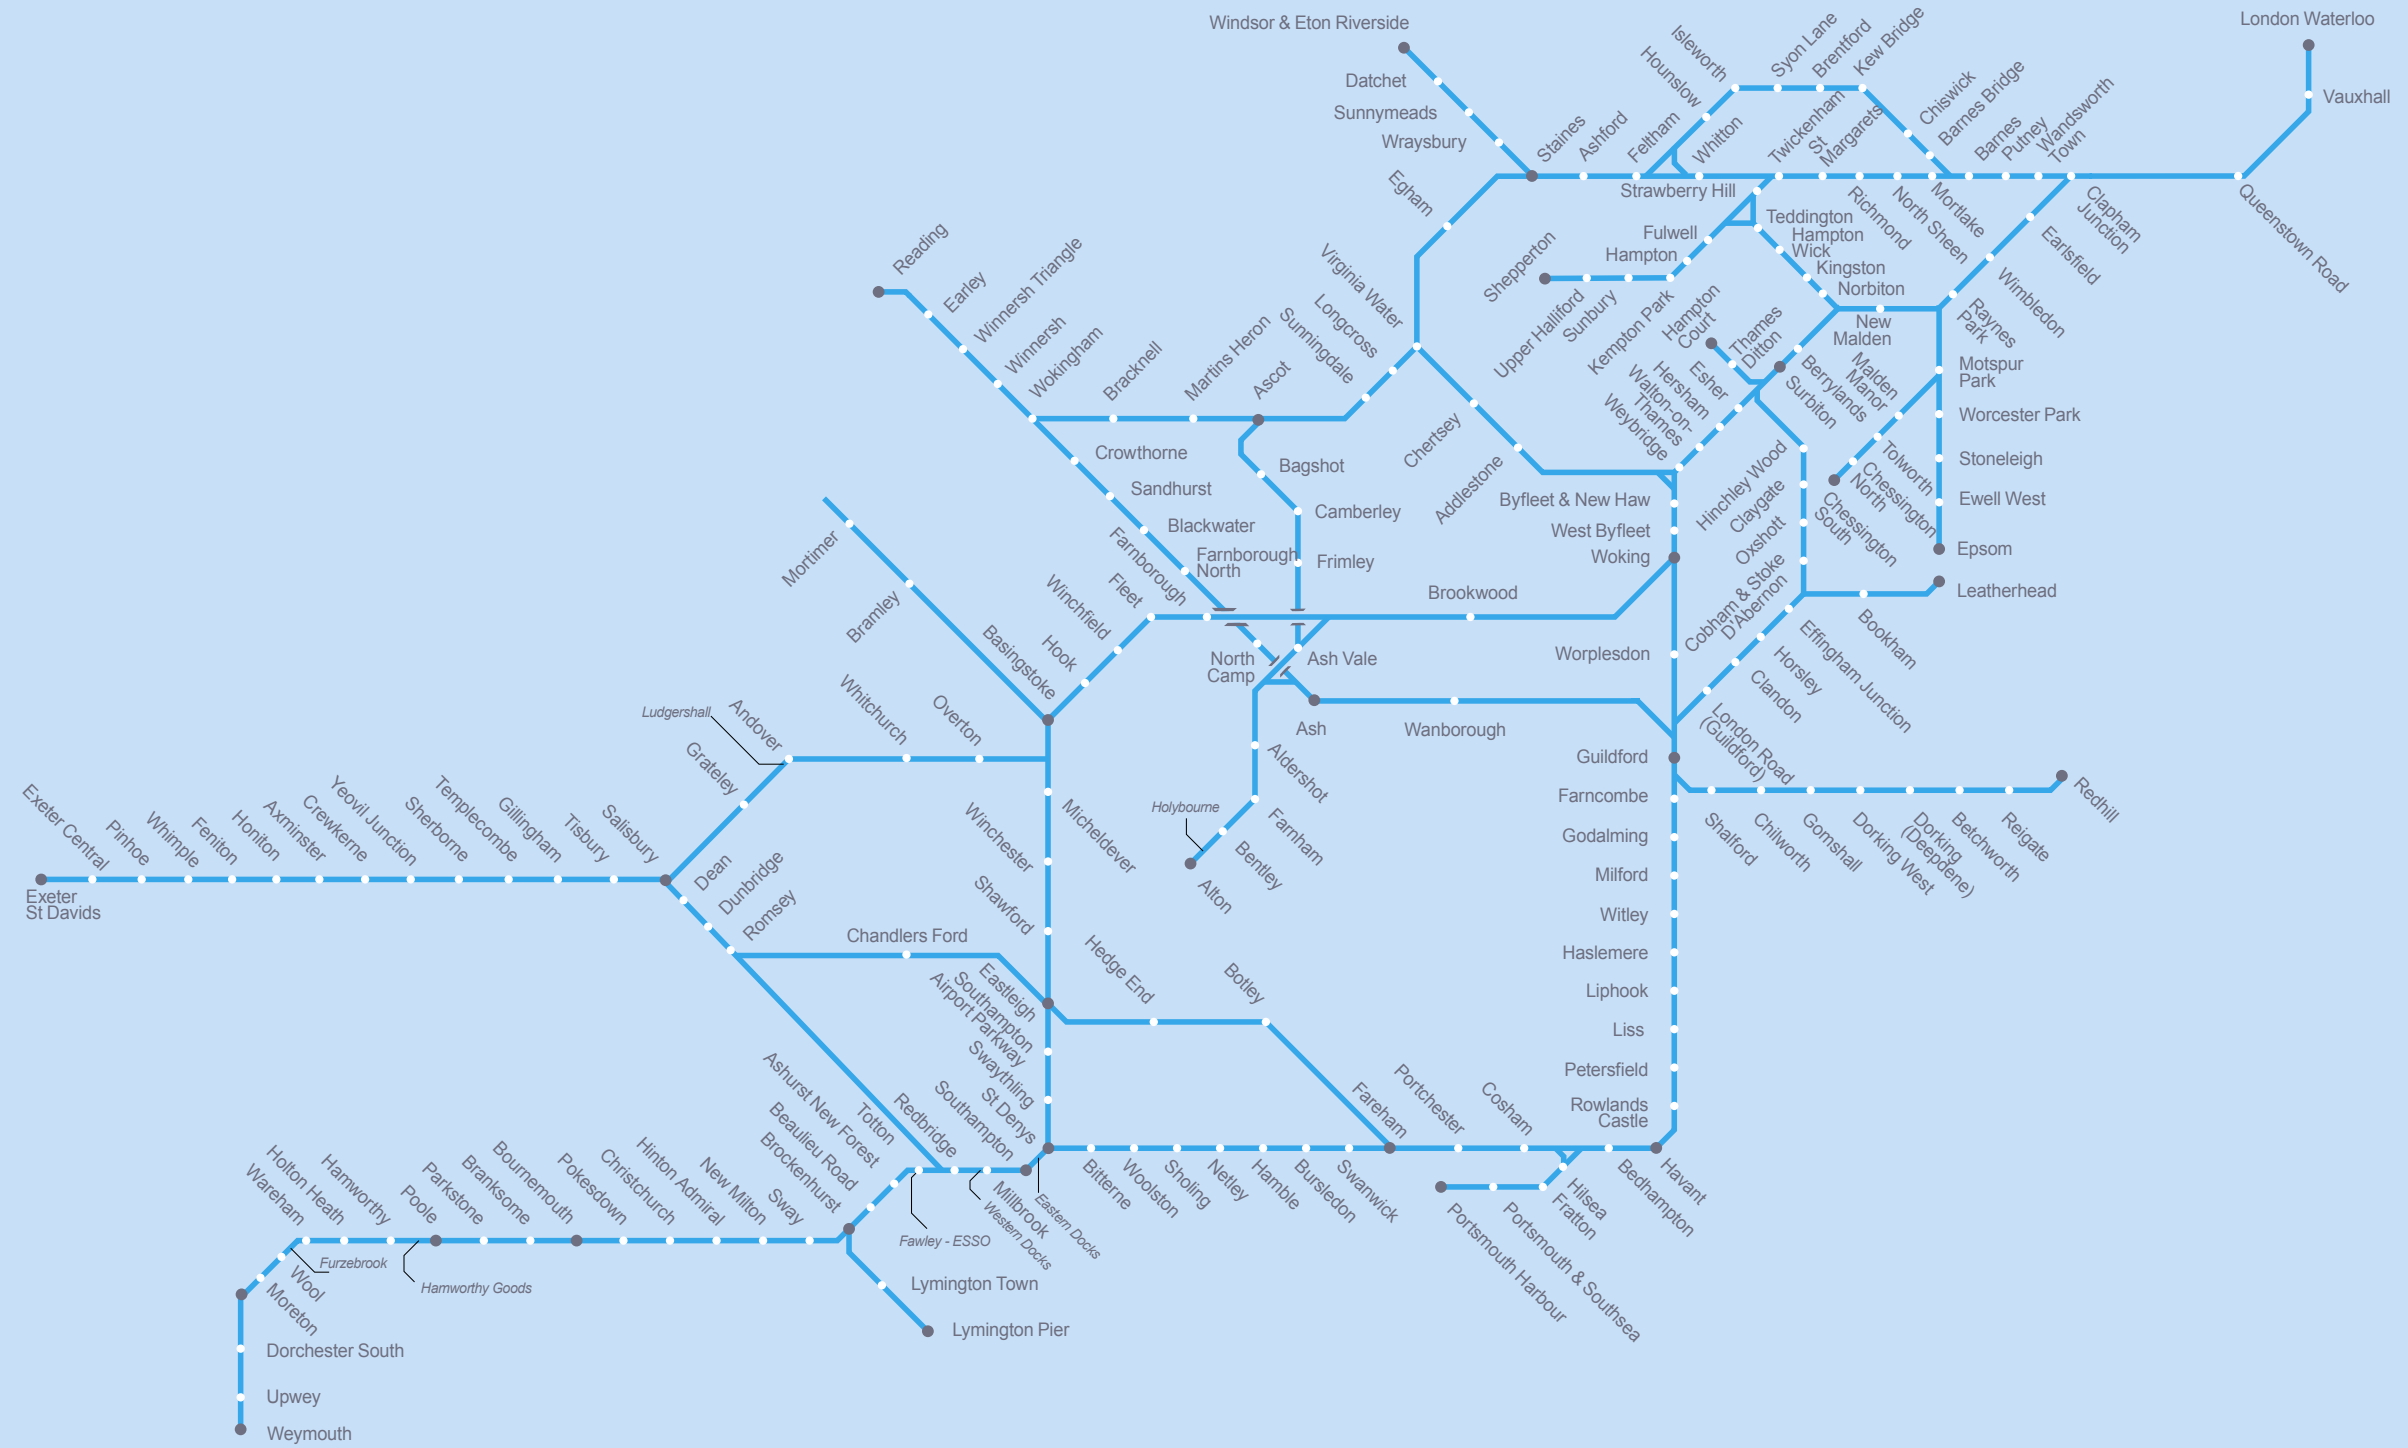 London Waterloo
Vauxhall
Windsor & Eton Riverside
Datchet
Sunnymeads
Wraysbury
Staines
Ashford
Feltham
Hounslow
Isleworth
Syon Lane
Brentford
Kew Bridge
Chiswick
Barnes Bridge
Whitton
Twickenham
St
Margarets
Barnes
Putney
Wandsworth
Town
Clapham
Junction
Queenstown Road
Richmond
North Sheen
Mortlake
Strawberry Hill
Teddington
Hampton
Wick
Kingston
Norbiton
New
Malden
Fulwell
Hampton
Kempton Park
Sunbury
Upper Halliford
Shepperton
Earlsfield
Wimbledon
Raynes
Park
Motspur
Park
Worcester Park
Stoneleigh
Ewell West
Epsom
Malden
Manor
Tolworth
Chessington
North
Chessington
South
Hampton
Court
Thames
Ditton
Berrylands
Surbiton
Esher
Hersham
Walton-on-
Thames
Weybridge
Byfleet & New Haw
West Byfleet
Woking
Hinchley Wood
Claygate
Oxshott
Cobham & Stoke
D'Abernon
Leatherhead
Bookham
Effingham Junction
Horsley
Clandon
London Road
(Guildford)
Egham
Virginia Water
Longcross
Sunningdale
Ascot
Martins Heron
Bracknell
Wokingham
Winnersh
Winnersh Triangle
Earley
Reading
Chertsey
Addlestone
Crowthorne
Sandhurst
Blackwater
Farnborough
North
Bagshot
Camberley
Frimley
Brookwood
Farnborough
Fleet
Winchfield
Hook
Basingstoke
Bramley
Mortimer
North
Camp
Ash Vale
Ash
Wanborough
Worplesdon
Guildford
Farncombe
Godalming
Milford
Witley
Haslemere
Liphook
Liss
Petersfield
Rowlands
Castle
Shalford
Chilworth
Gomshall
Dorking West
Dorking
(Deepdene)
Betchworth
Reigate
Redhill
Aldershot
Farnham
Bentley
Alton
Holybourne
Overton
Whitchurch
Andover
Ludgershall
Grateley
Salisbury
Tisbury
Gillingham
Templecombe
Sherborne
Yeovil Junction
Crewkerne
Axminster
Honiton
Feniton
Whimple
Pinhoe
Exeter Central
Exeter
St Davids
Dean
Dunbridge
Romsey
Chandlers Ford
Micheldever
Winchester
Shawford
Eastleigh
Southampton
Airport Parkway
Swaythling
St Denys
Southampton
Hedge End
Botley
Fareham
Portchester
Cosham
Bitterne
Woolston
Sholing
Netley
Hamble
Bursledon
Swanwick
Hilsea
Fratton
Portsmouth & Southsea
Portsmouth Harbour
Bedhampton
Havant
Eastern Docks
Western Docks
Millbrook
Redbridge
Totton
Fawley - ESSO
Ashurst New Forest
Beaulieu Road
Brockenhurst
Lymington Town
Lymington Pier
Sway
New Milton
Hinton Admiral
Christchurch
Pokesdown
Bournemouth
Branksome
Parkstone
Poole
Hamworthy
Hamworthy Goods
Holton Heath
Wareham
Furzebrook
Wool
Moreton
Dorchester South
Upwey
Weymouth